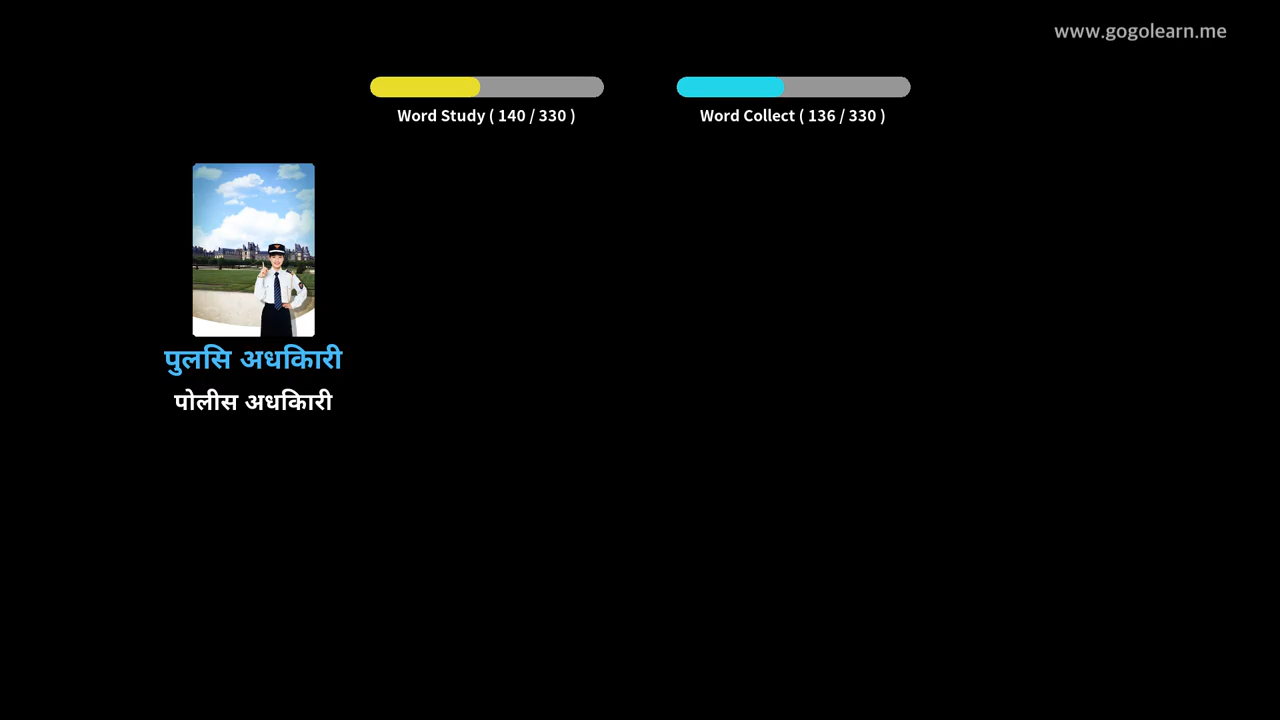 www.gogolearn.me
Word Study ( 140 / 330 )
Word Collect ( 136 / 330 )
पुलसि अधकिारी
पोलीस अधकिारी